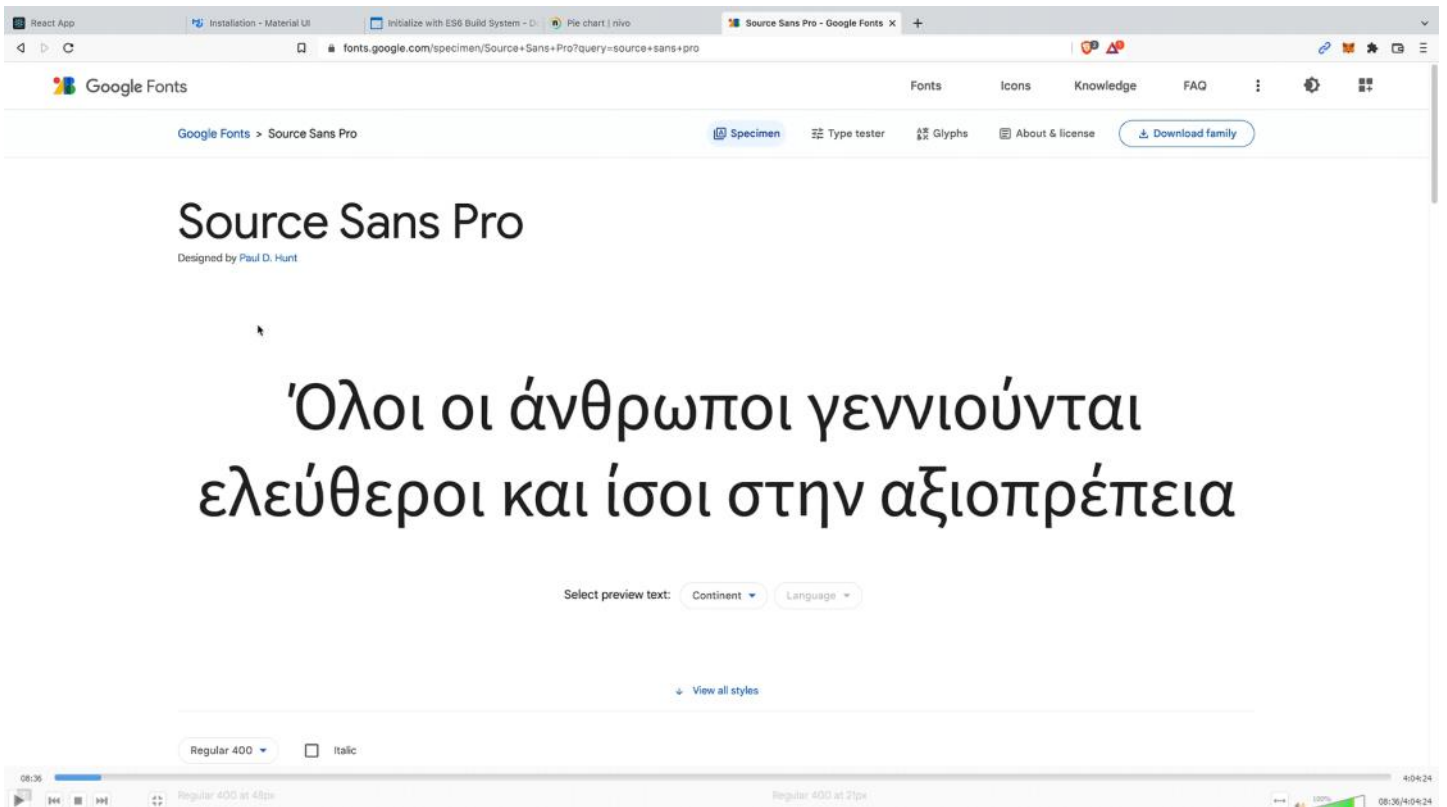 React App
Installation - Material UI
Initialize with ES6 Build System - D
Pie chart | nivo
Source Sans Pro - Google Fonts
fonts.google.com/specimen/Source+Sans+Pro?query=source+sans+pro
Google Fonts
Fonts
Icons
Knowledge
FAQ
Google Fonts > Source Sans Pro
Specimen
Type tester
Glyphs
About & license
Download family
Source Sans Pro
Designed by Paul D. Hunt
Όλοι οι άνθρωποι γεννιούνται
ελεύθεροι και ίσοι στην αξιοπρέπεια
Select preview text:
Continent
Language
View all styles
Regular 400
Italic
08:36
4:04:24
Regular 400 at 48px
Regular 400 at 21px
100%
08:36/4:04:24